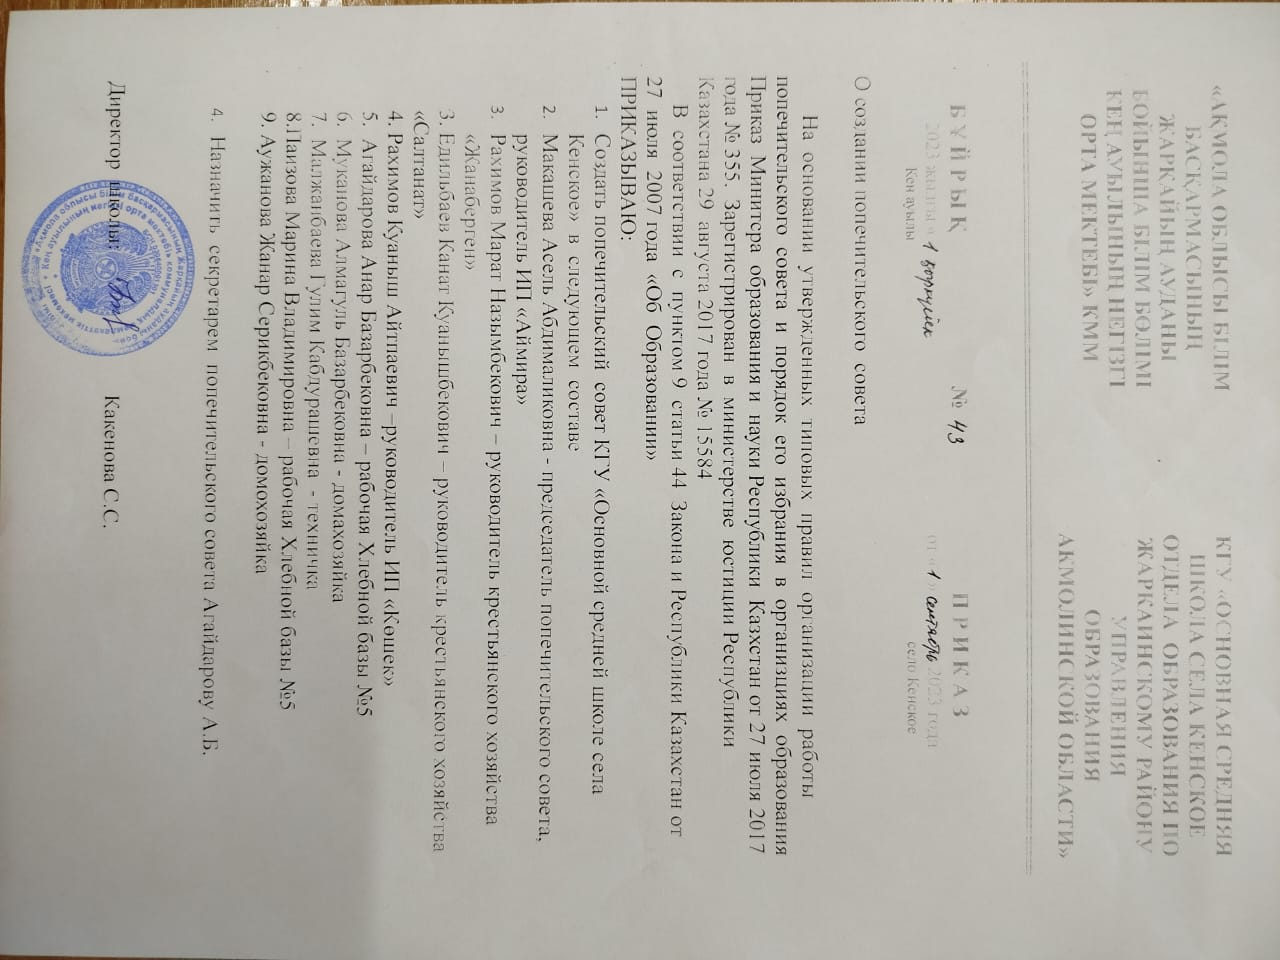 «АҚМОЛА ОБЛЫСЫ БІЛІМ
БАСҚАРМАСЫНЫҢ
ЖАРҚАЙЫҢ АУДАНЫ
БОЙЫНША БІЛІМ БӨЛІМІ
КЕҢ АУЫЛЫНЫҢ НЕГІЗГІ
ОРТА МЕКТЕБІ» КММ
КГУ «ОСНОВНАЯ СРЕДНЯЯ
ШКОЛА СЕЛА КЕНСКОЕ
ОТДЕЛА ОБРАЗОВАНИЯ ПО
ЖАРКАИНСКОМУ РАЙОНУ
УПРАВЛЕНИЯ
ОБРАЗОВАНИЯ
АКМОЛИНСКОЙ ОБЛАСТИ»
БҰЙРЫҚ
2023 жылғы «1 қыркүйек
Кең ауылы
№ 43
ПРИКАЗ
от «1» сентябрь 2023 года
село Кенское
О создании попечительского совета
На основании утвержденных типовых правил организации работы
попечительского совета и порядок его избрания в организциях образования
Приказ Минитера образования и науки Республики Казхстан от 27 июля 2017
года № 355. Зарегистрирован в министерстве юстиции Республики
Казахстана 29 августа 2017 года № 15584
В соответствии с пунктом 9 статьи 44 Закона и Республики Казахстан от
27 июля 2007 года «Об Образовании»
ПРИКАЗЫВАЮ:
1. Создать попечительский совет КГУ «Основной средней школе села
Кенское» в следующем составе
2. Макашева Асель Абдималиковна - председатель попечительского совета,
руководитель ИП «Аймира»
3. Рахимов Марат Назымбекович – руководитель крестьянского хозяйства
«Жанаберген»
3. Едильбаев Канат Куанышбекович – руководитель крестьянского хозяйства
«Салтанат»
4. Рахимов Куаныш Айтпаевич –руководитель ИП «Көшек»
5. Агайдарова Анар Базарбековна – рабочая Хлебной базы №5
6. Муканова Алмагуль Базарбековна - домахозяйка
7. Малжанбаева Гулим Кабдурашевна - техничка
8.Паизова Марина Владимировна – рабочая Хлебной базы №5
9. Аужанова Жанар Серикбековна - домохозяйка
4. Назначить секретарем попечительского совета Агайдарову А.Б.
Директор школы: Какенова С.С.